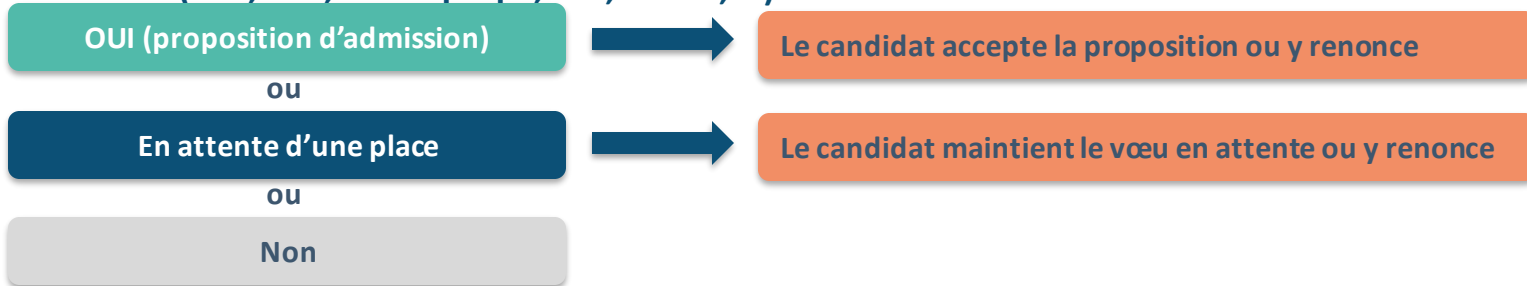 OUI (proposition d’admission)
Le candidat accepte la proposition ou y renonce
ou
En attente d’une place
Le candidat maintient le vœu en attente ou y renonce
ou
Non